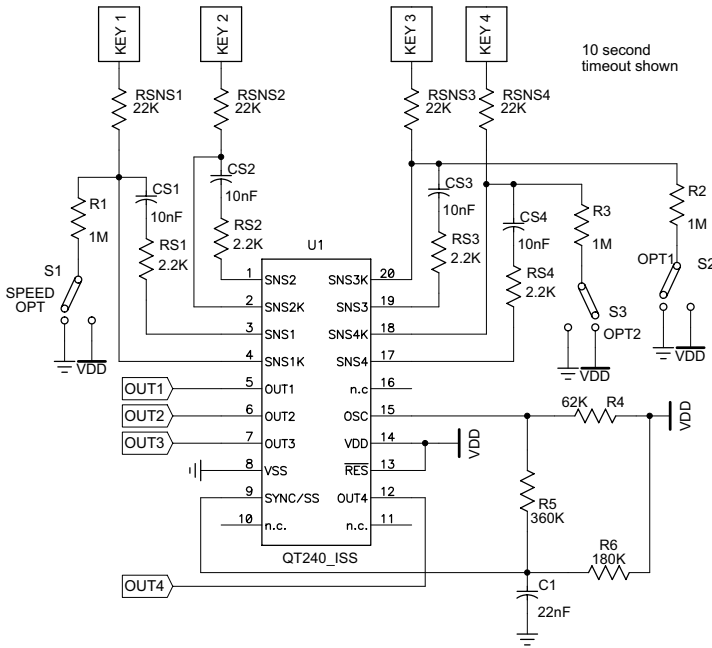 KEY 1
KEY 2
KEY 3
KEY 4
10 second
timeout shown
RSNS1
22K
RSNS2
22K
RSNS3
22K
RSNS4
22K
CS1
10nF
CS2
10nF
CS3
10nF
CS4
10nF
R1
1M
R2
1M
R3
1M
RS1
2.2K
RS2
2.2K
RS3
2.2K
RS4
2.2K
S1
SPEED
OPT
VDD
OPT1
S2
VDD
S3
OPT2
VDD
U1
1 SNS2
2 SNS2K
3 SNS1
4 SNS1K
5 OUT1
6 OUT2
7 OUT3
8 VSS
9 SYNC/SS
10 n.c.
SNS3K 20
SNS3 19
SNS4K 18
SNS4 17
n.c 16
OSC 15
VDD 14
RES 13
OUT4 12
n.c. 11
QT240_ISS
OUT1
OUT2
OUT3
OUT4
VDD
62K R4
VDD
R5
360K
R6
180K
C1
22nF